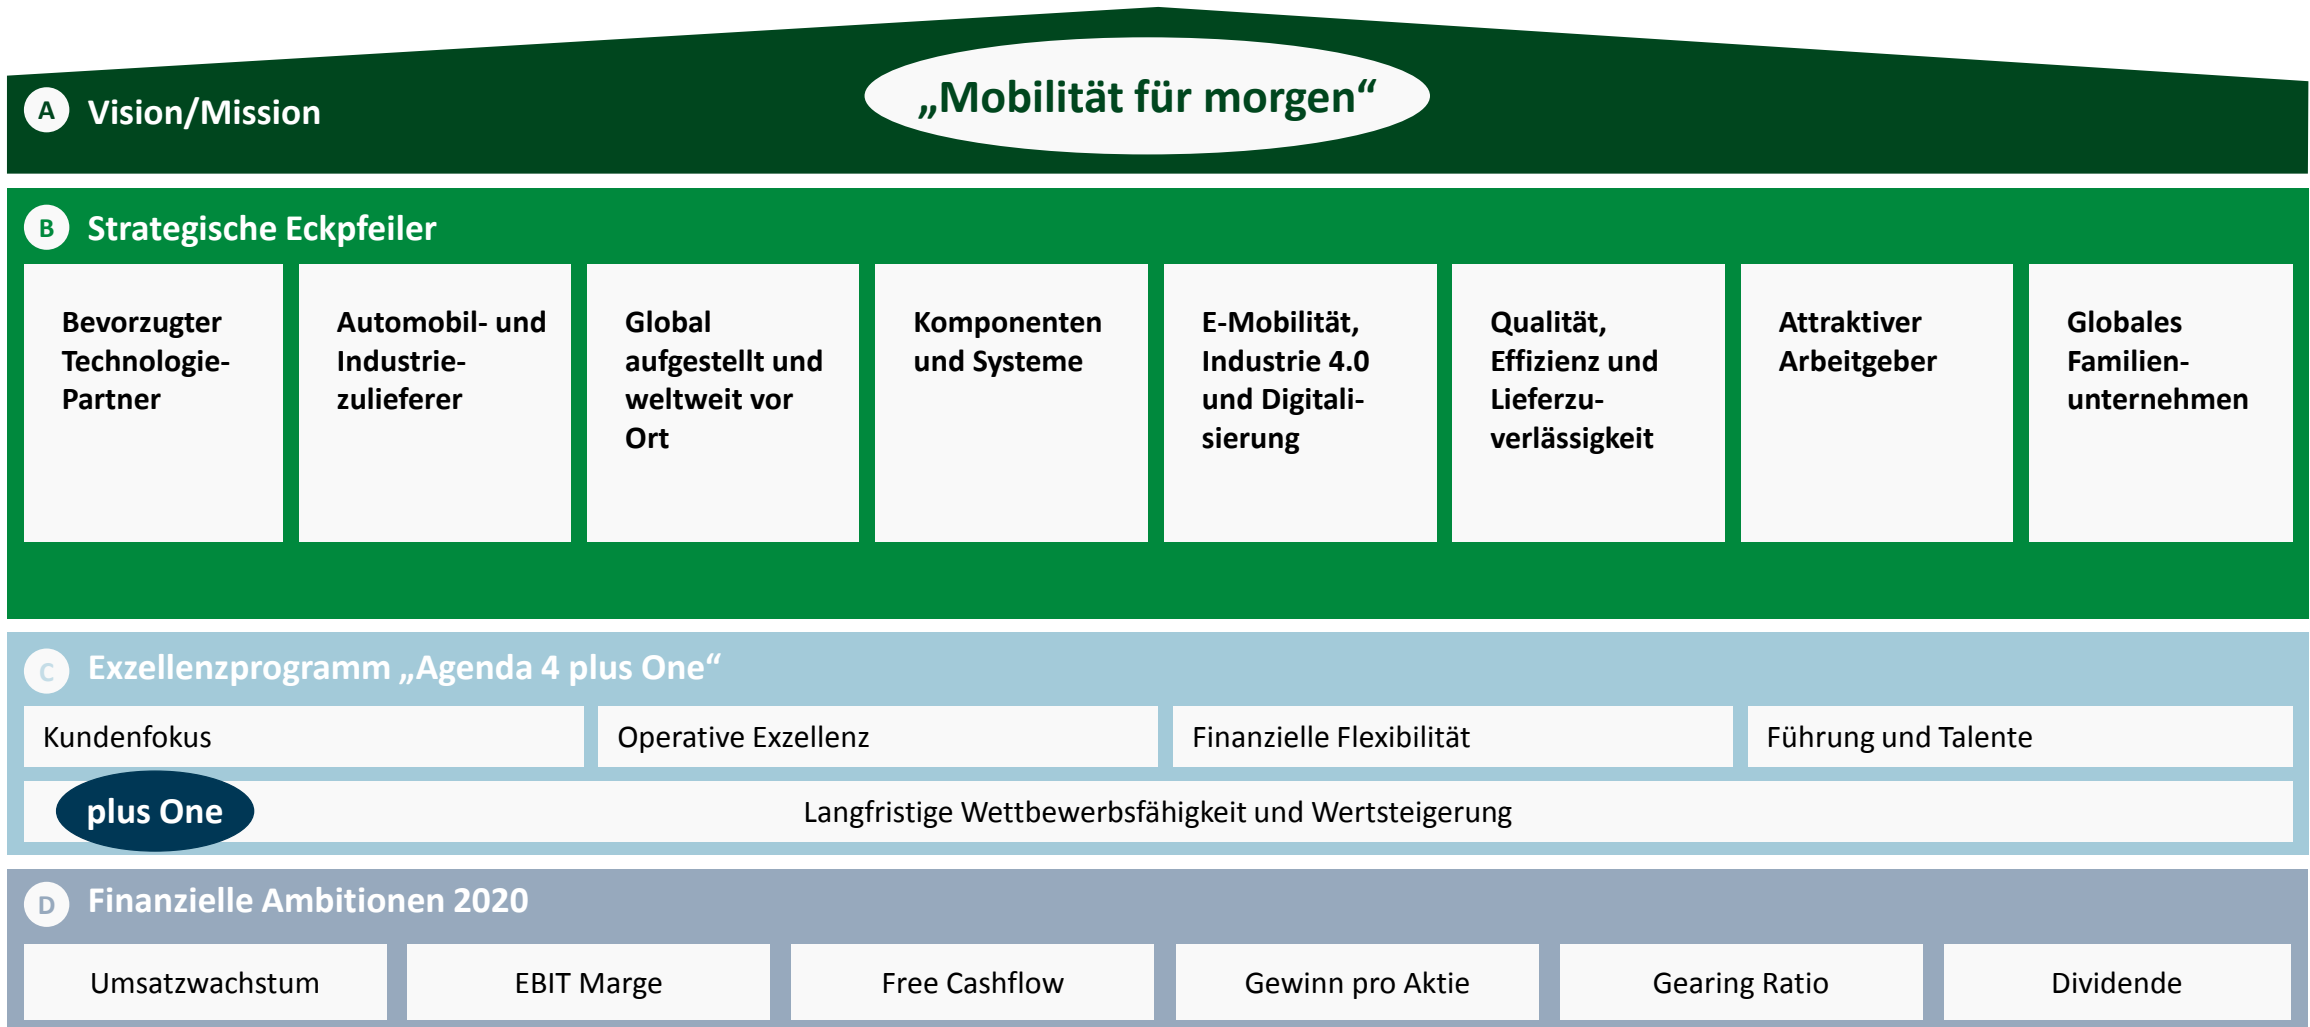 A Vision/Mission
„Mobilität für morgen“
B Strategische Eckpfeiler
Bevorzugter
Technologie-
Partner
Automobil- und
Industrie-
zulieferer
Global
aufgestellt und
weltweit vor
Ort
Komponenten
und Systeme
E-Mobilität,
Industrie 4.0
und Digitali-
sierung
Qualität,
Effizienz und
Lieferzu-
verlässigkeit
Attraktiver
Arbeitgeber
Globales
Familien-
unternehmen
C Exzellenzprogramm „Agenda 4 plus One“
Kundenfokus
Operative Exzellenz
Finanzielle Flexibilität
Führung und Talente
plus One
Langfristige Wettbewerbsfähigkeit und Wertsteigerung
D Finanzielle Ambitionen 2020
Umsatzwachstum
EBIT Marge
Free Cashflow
Gewinn pro Aktie
Gearing Ratio
Dividende